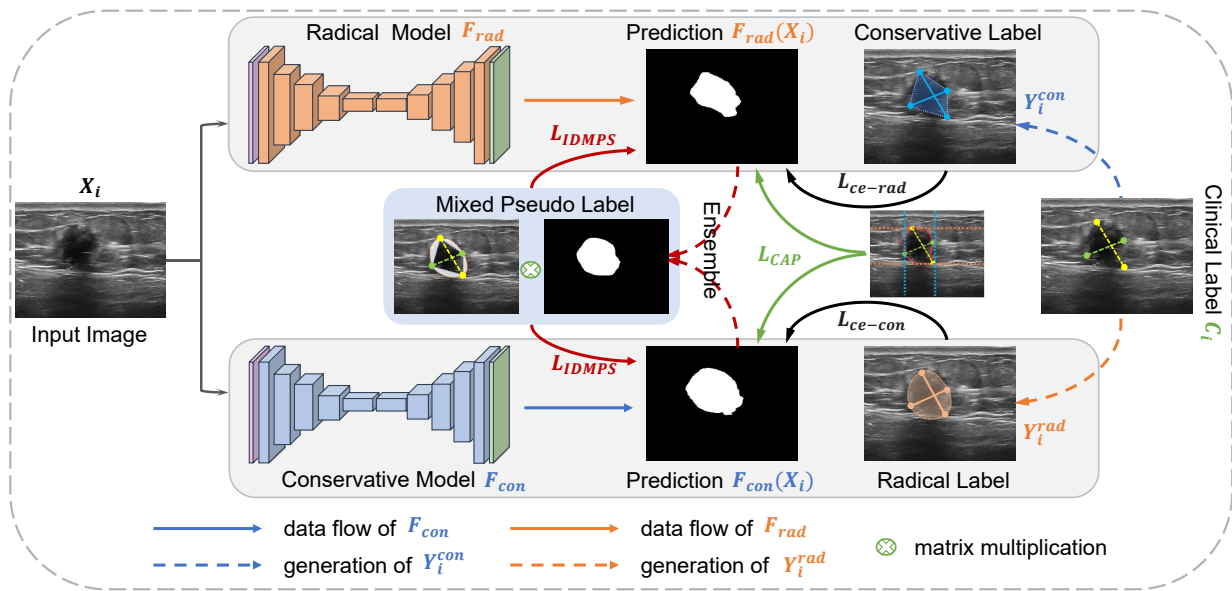 Radical Model F_rad
Prediction F_rad(X_i)
Conservative Label
Y_i^con
L_IDMPS
L_ce-rad
X_i
Mixed Pseudo Label
Ensemble
L_CAP
Clinical Label C_i
Input Image
L_ce-con
L_IDMPS
Y_i^rad
Conservative Model F_con
Prediction F_con(X_i)
Radical Label
data flow of F_con
data flow of F_rad
generation of Y_i^con
generation of Y_i^rad
matrix multiplication